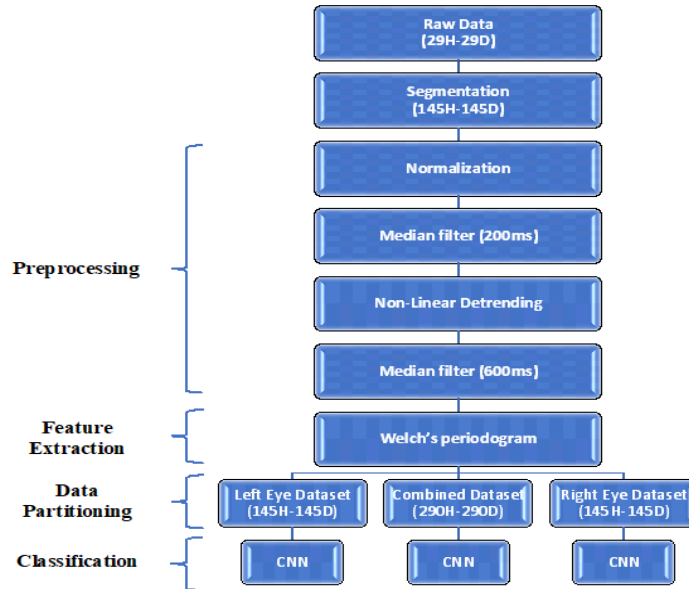 Raw Data
(29H-29D)
Segmentation
(145H-145D)
Preprocessing
Normalization
Median filter (200ms)
Non-Linear Detrending
Median filter (600ms)
Feature
Extraction
Welch's periodogram
Data
Partitioning
Left Eye Dataset
(145H-145D)
Combined Dataset
(290H-290D)
Right Eye Dataset
(145H-145D)
Classification
CNN
CNN
CNN